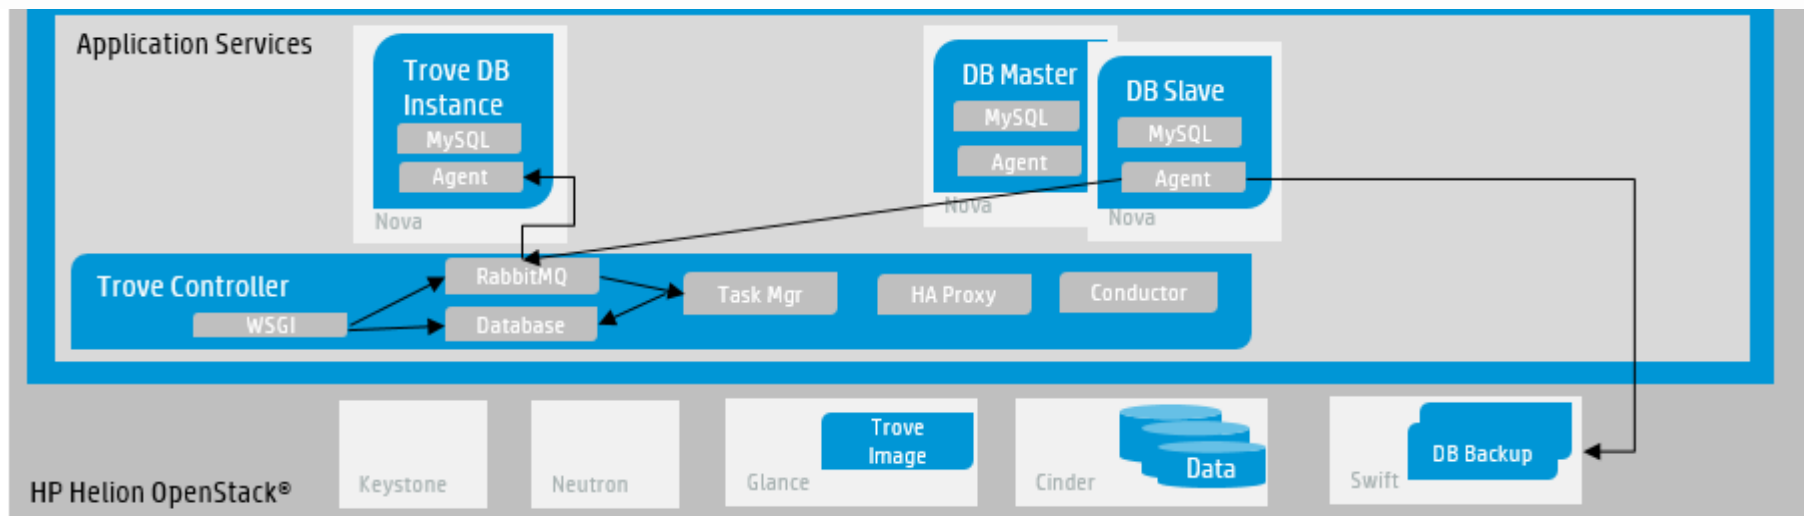 Application Services
Trove DB
Instance
MySQL
Agent
Nova
DB Master
MySQL
Agent
Nova
DB Slave
MySQL
Agent
Nova
Trove Controller
WSGI
RabbitMQ
Database
Task Mgr
HA Proxy
Conductor
HP Helion OpenStack®
Keystone
Neutron
Glance
Trove
Image
Cinder
Data
Swift
DB Backup